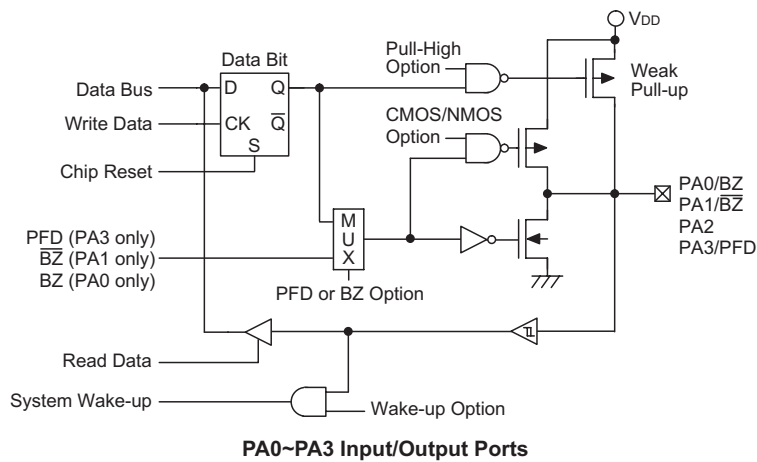 VDD
Pull-High
Option
Weak
Pull-up
Data Bit
Data Bus
D
Q
Write Data
CK
Q̅
S
CMOS/NMOS
Option
Chip Reset
PA0/BZ
PA1/B̅Z̅
PA2
PA3/PFD
M
U
X
PFD (PA3 only)
B̅Z̅ (PA1 only)
BZ (PA0 only)
PFD or BZ Option
Read Data
System Wake-up
Wake-up Option
PA0~PA3 Input/Output Ports